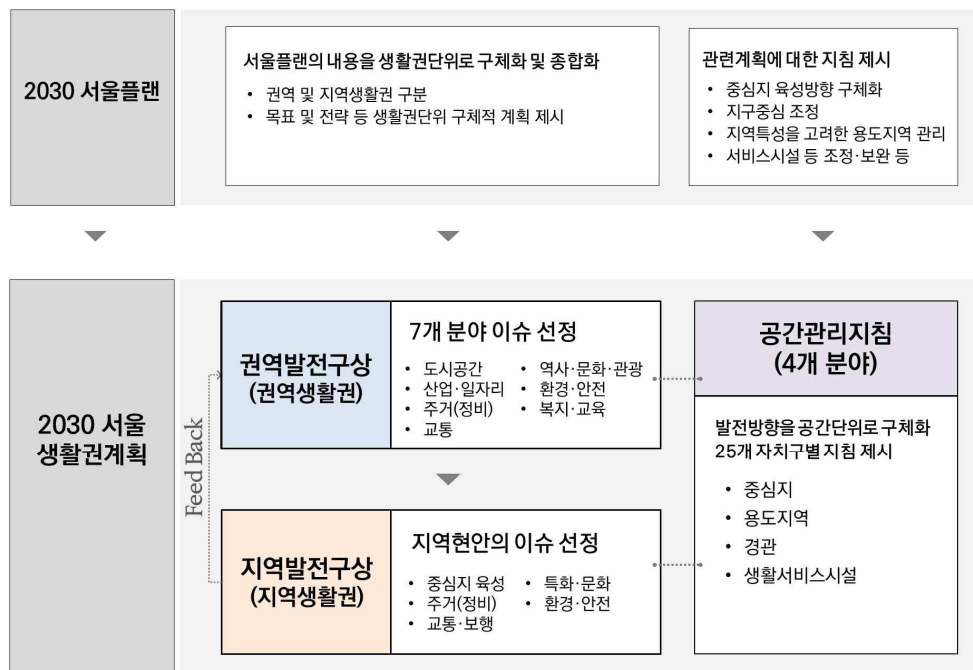 2030 서울플랜
서울플랜의 내용을 생활권단위로 구체화 및 종합화
• 권역 및 지역생활권 구분
• 목표 및 전략 등 생활권단위 구체적 계획 제시
관련계획에 대한 지침 제시
• 중심지 육성방향 구체화
• 지구중심 조정
• 지역특성을 고려한 용도지역 관리
• 서비스시설 등 조정·보완 등
2030 서울
생활권계획
Feed Back
권역발전구상
(권역생활권)
7개 분야 이슈 선정
• 도시공간
• 산업·일자리
• 주거(정비)
• 교통
• 역사·문화·관광
• 환경·안전
• 복지·교육
지역발전구상
(지역생활권)
지역현안의 이슈 선정
• 중심지 육성
• 주거(정비)
• 교통·보행
• 특화·문화
• 환경·안전
공간관리지침
(4개 분야)
발전방향을 공간단위로 구체화
25개 자치구별 지침 제시
• 중심지
• 용도지역
• 경관
• 생활서비스시설